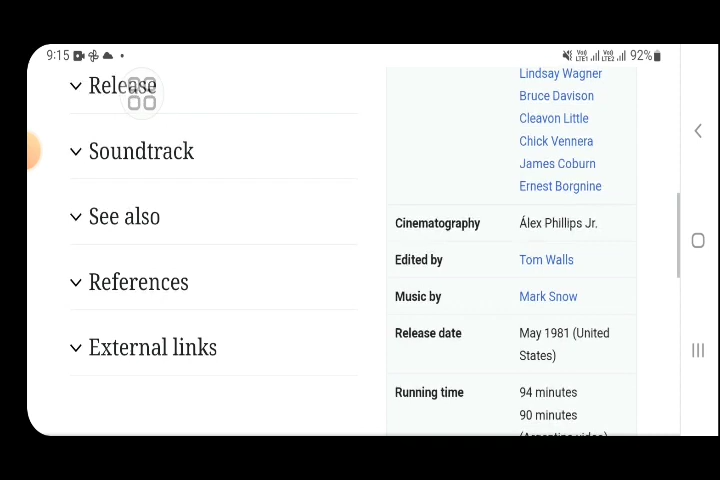 9:15
92%
Release
Soundtrack
See also
References
External links
Lindsay Wagner
Bruce Davison
Cleavon Little
Chick Vennera
James Coburn
Ernest Borgnine
Cinematography Álex Phillips Jr.
Edited by Tom Walls
Music by Mark Snow
Release date May 1981 (United
States)
Running time 94 minutes
90 minutes